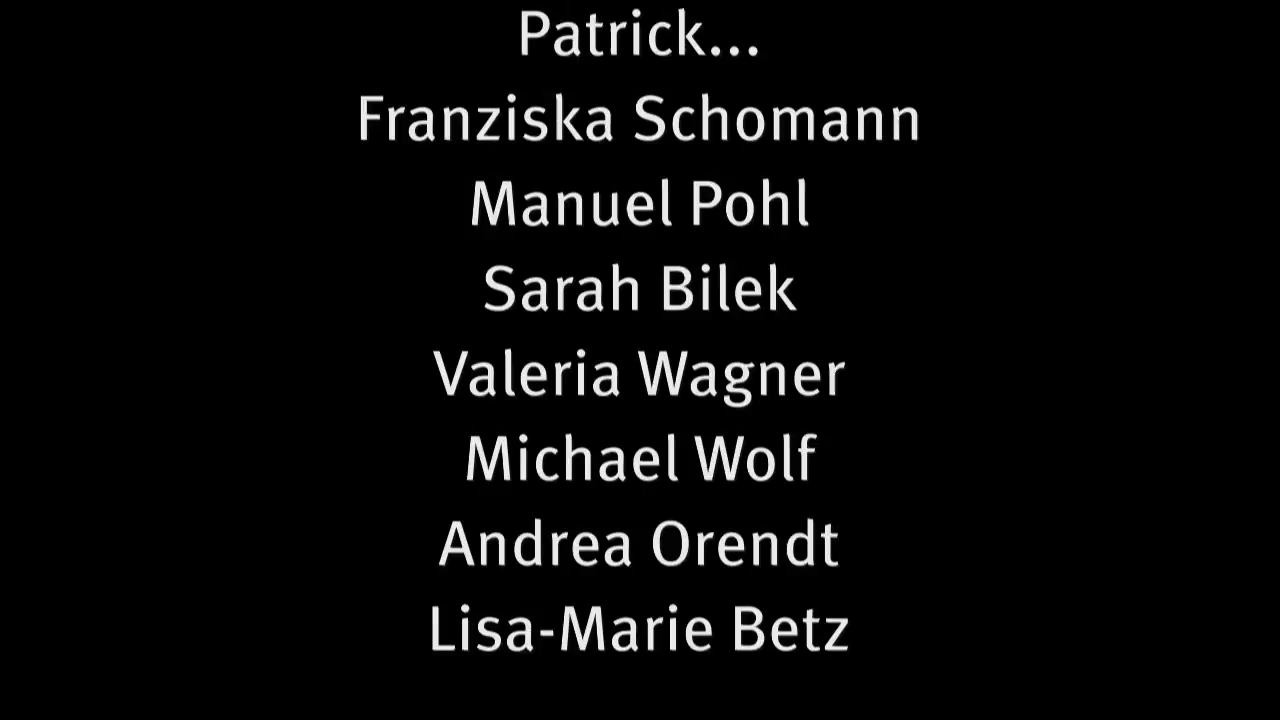 Patrick...
Franziska Schomann
Manuel Pohl
Sarah Bilek
Valeria Wagner
Michael Wolf
Andrea Orendt
Lisa-Marie Betz